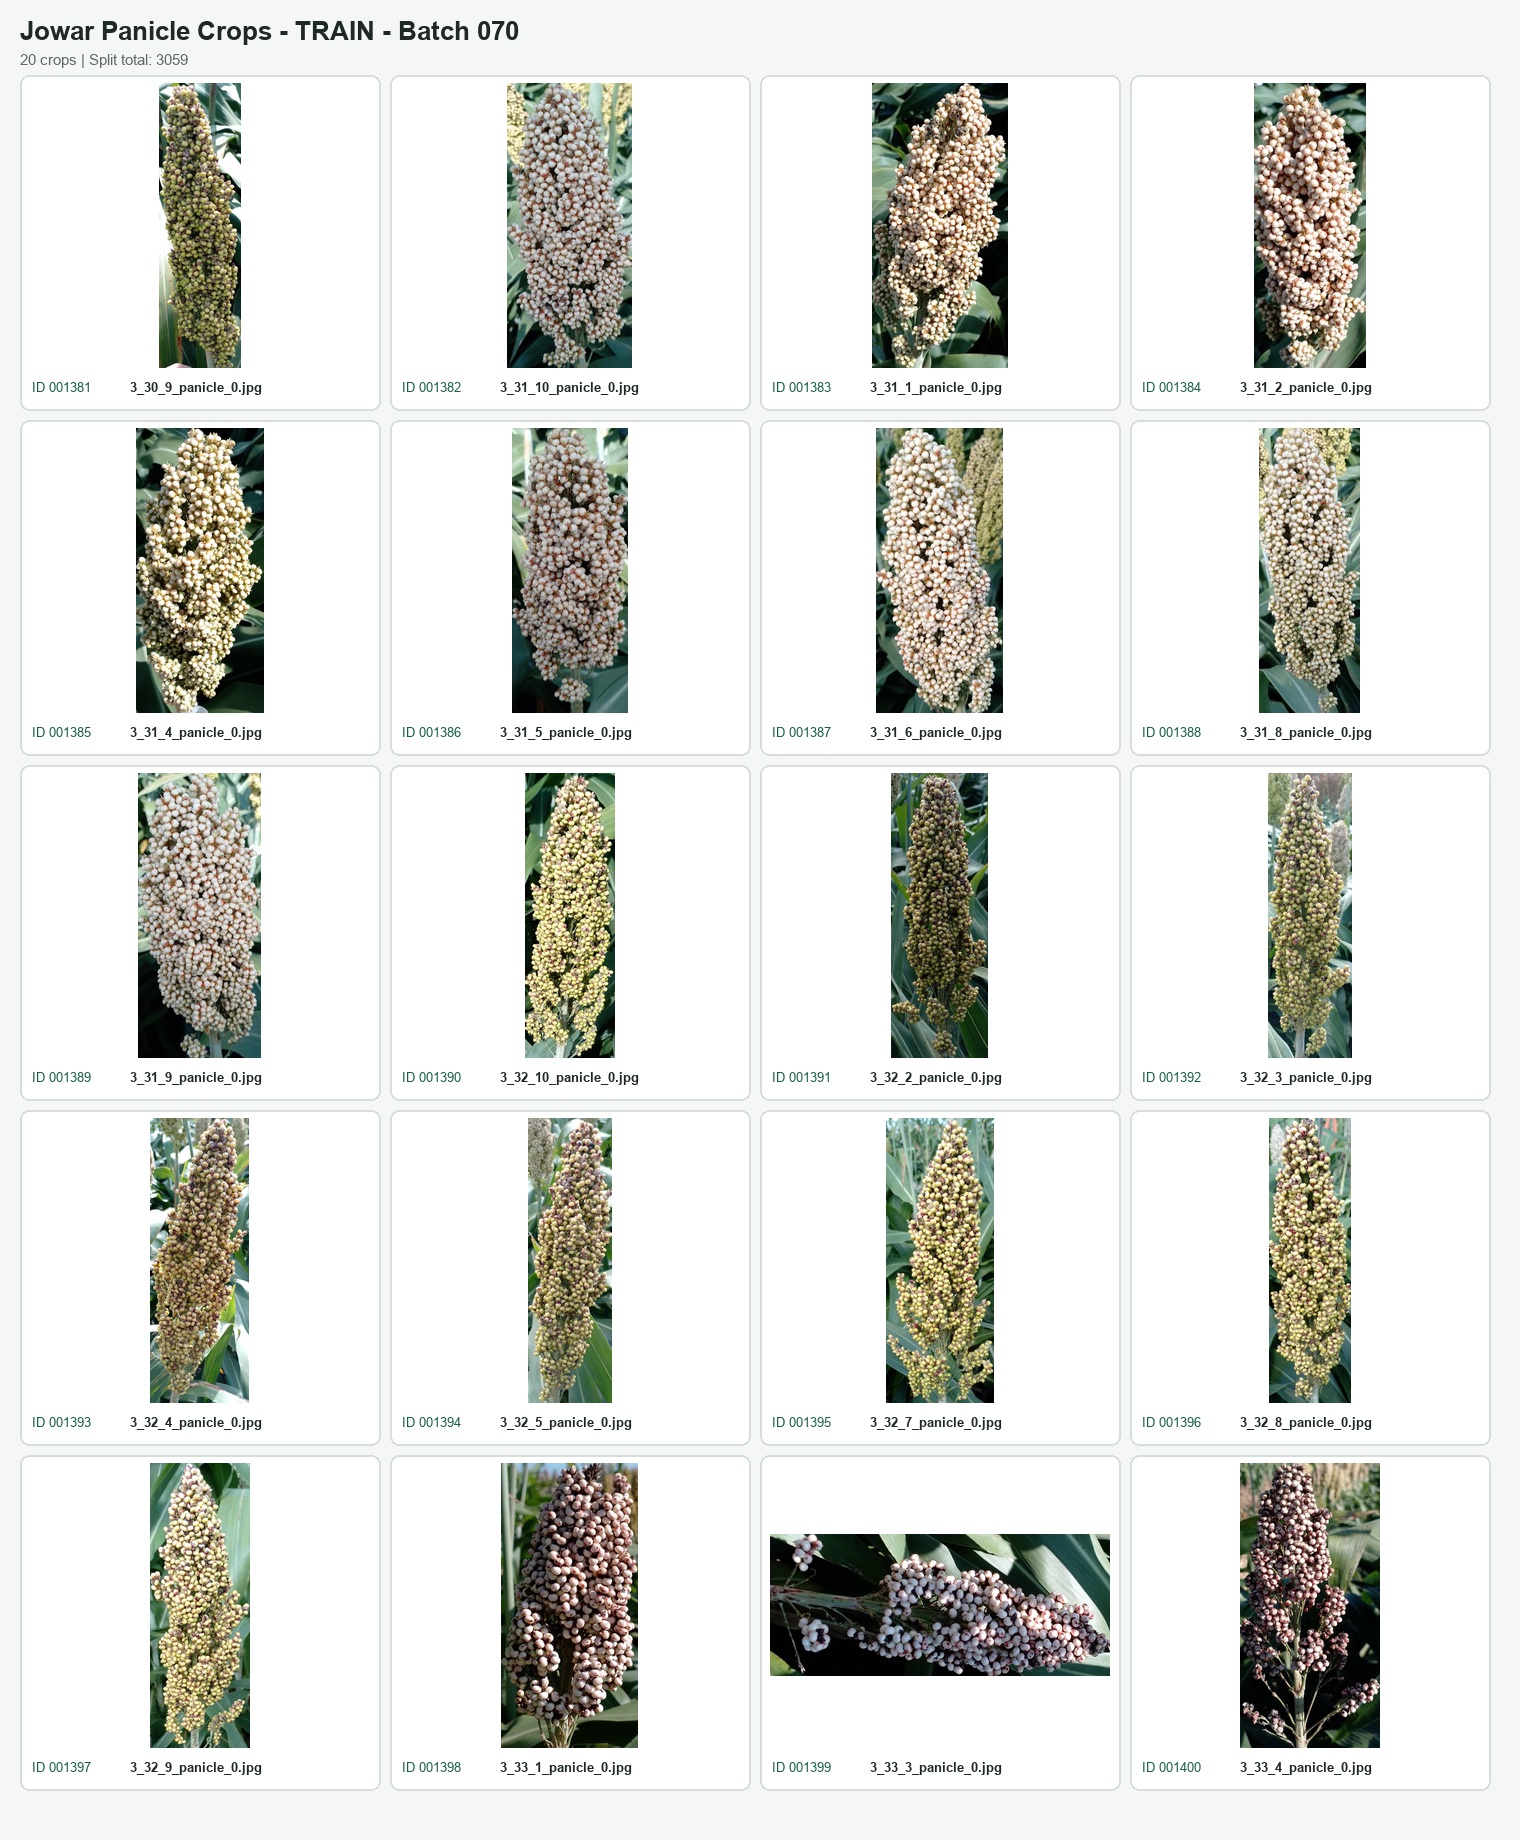 Jowar Panicle Crops - TRAIN - Batch 070
20 crops | Split total: 3059
ID 001381 3_30_9_panicle_0.jpg
ID 001382 3_31_10_panicle_0.jpg
ID 001383 3_31_1_panicle_0.jpg
ID 001384 3_31_2_panicle_0.jpg
ID 001385 3_31_4_panicle_0.jpg
ID 001386 3_31_5_panicle_0.jpg
ID 001387 3_31_6_panicle_0.jpg
ID 001388 3_31_8_panicle_0.jpg
ID 001389 3_31_9_panicle_0.jpg
ID 001390 3_32_10_panicle_0.jpg
ID 001391 3_32_2_panicle_0.jpg
ID 001392 3_32_3_panicle_0.jpg
ID 001393 3_32_4_panicle_0.jpg
ID 001394 3_32_5_panicle_0.jpg
ID 001395 3_32_7_panicle_0.jpg
ID 001396 3_32_8_panicle_0.jpg
ID 001397 3_32_9_panicle_0.jpg
ID 001398 3_33_1_panicle_0.jpg
ID 001399 3_33_3_panicle_0.jpg
ID 001400 3_33_4_panicle_0.jpg